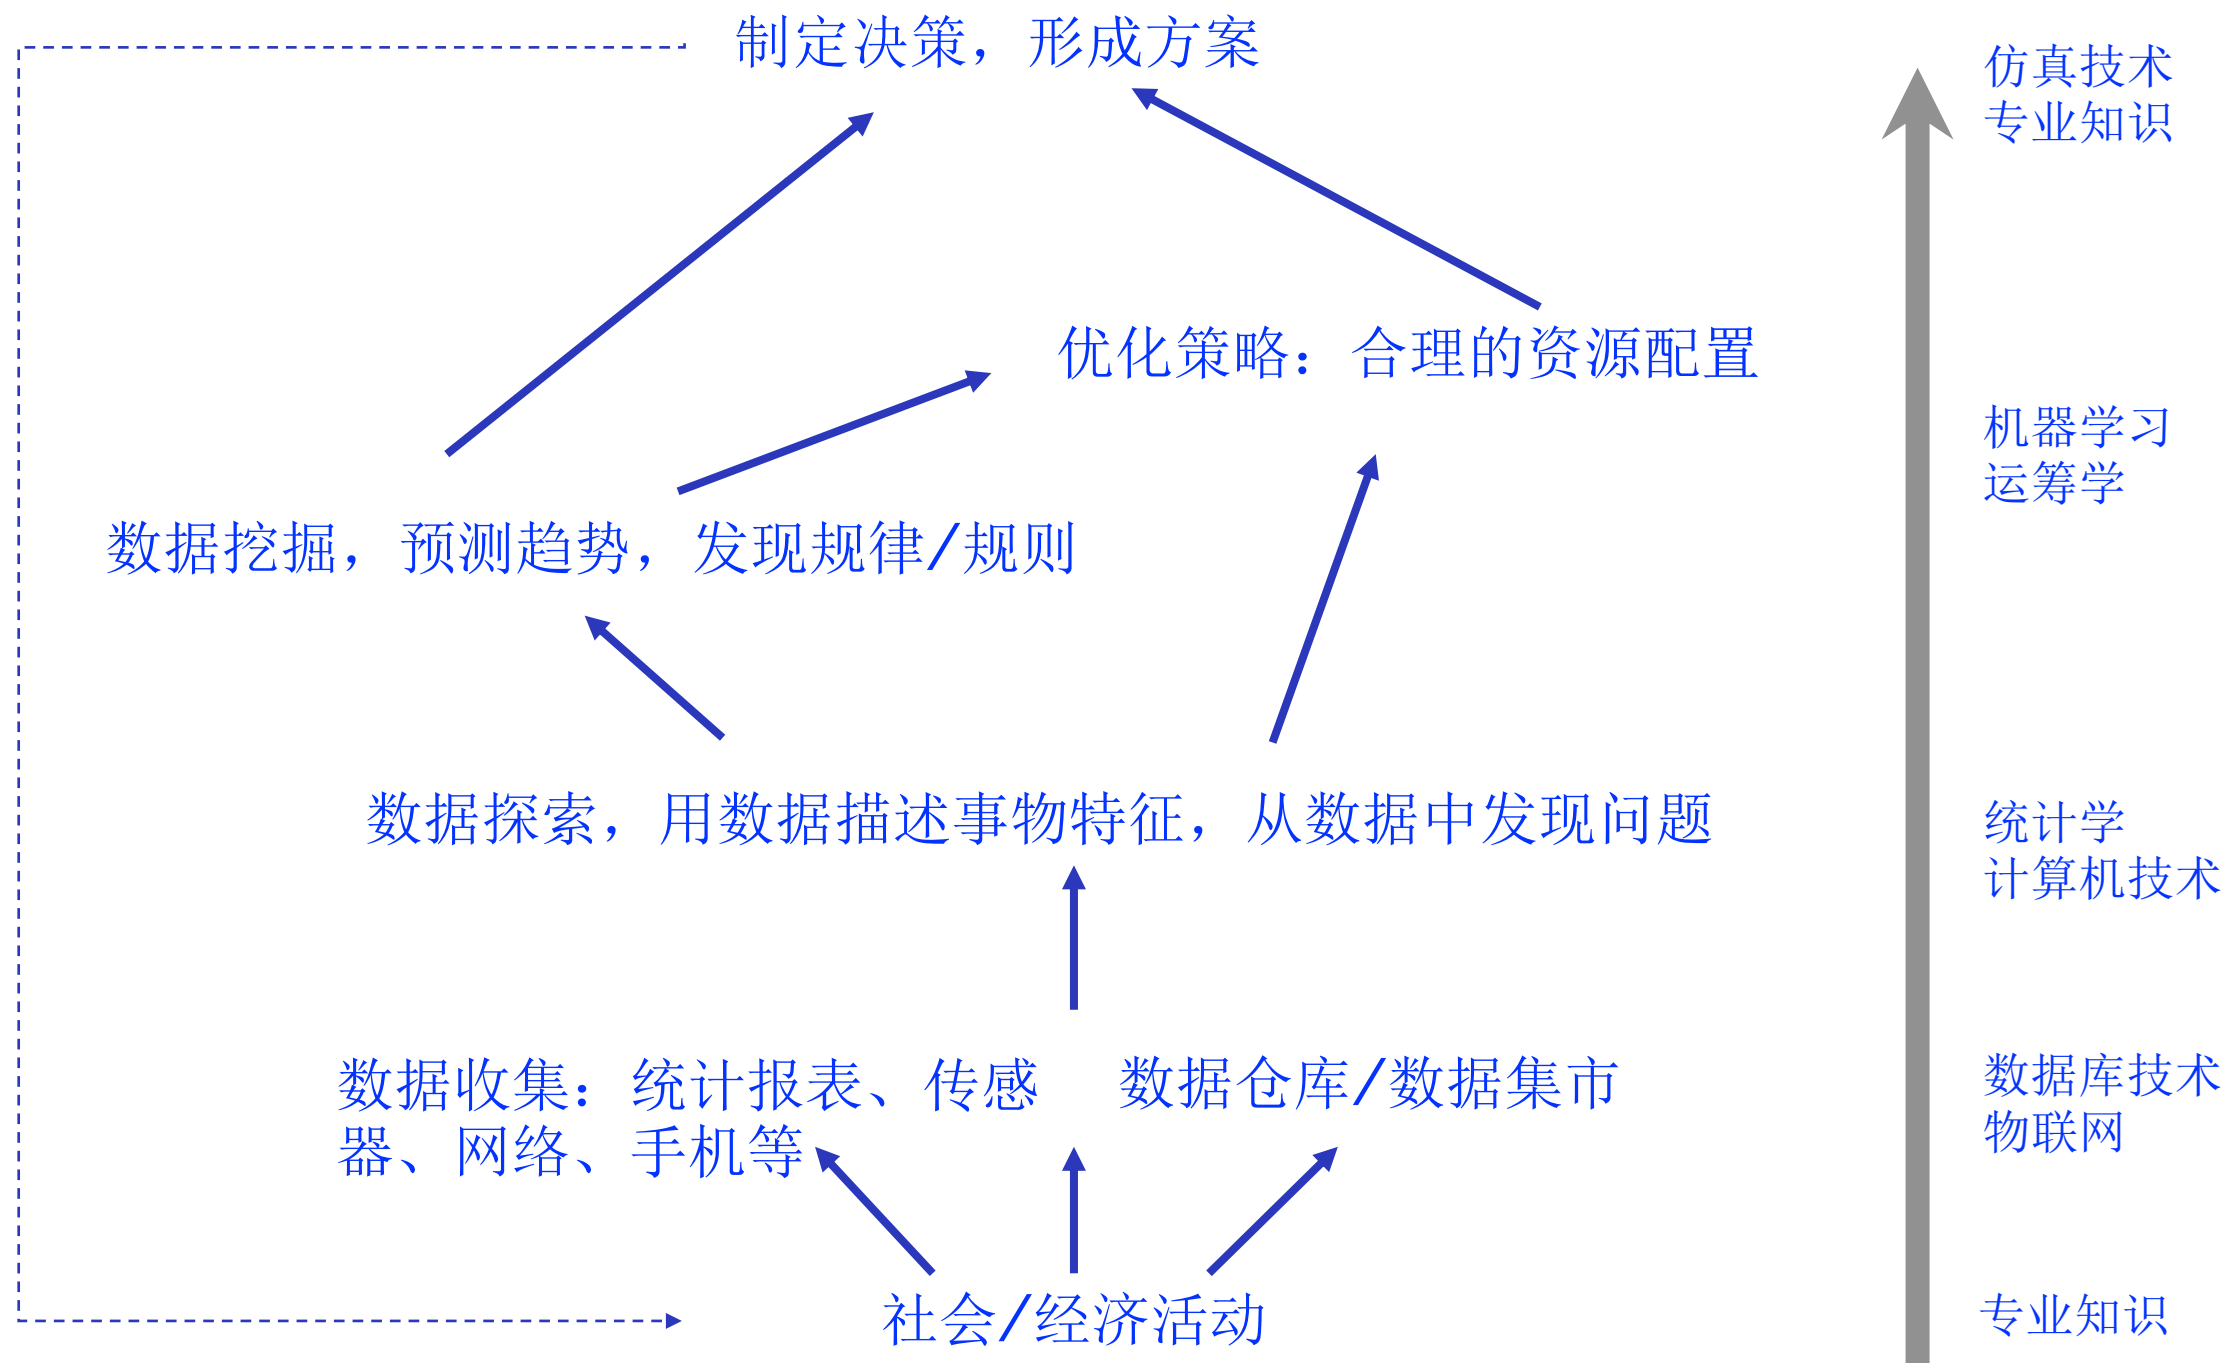 制定决策，形成方案
仿真技术
专业知识
优化策略：合理的资源配置
机器学习
运筹学
数据挖掘，预测趋势，发现规律/规则
数据探索，用数据描述事物特征，从数据中发现问题
统计学
计算机技术
数据收集：统计报表、传感
器、网络、手机等
数据仓库/数据集市
数据库技术
物联网
社会/经济活动
专业知识